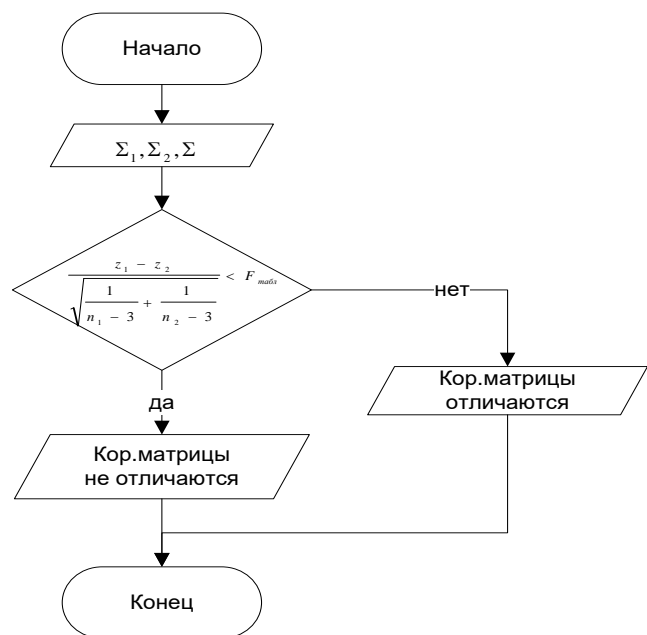 Начало
Σ₁, Σ₂, Σ
z₁ − z₂
< F табл
√ 1/(n₁ − 3) + 1/(n₂ − 3)
нет
Кор.матрицы
отличаются
да
Кор.матрицы
не отличаются
Конец